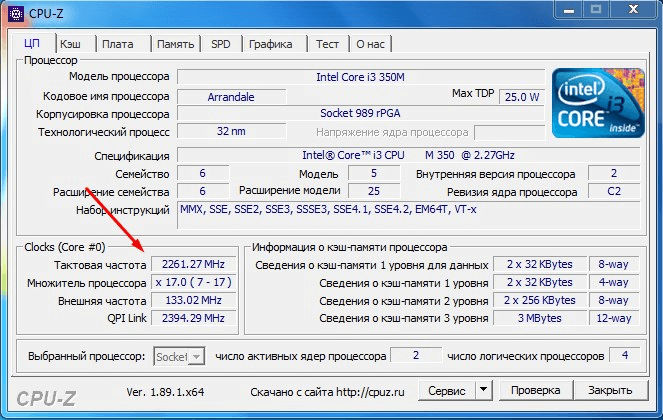 CPU-Z
ЦП Кэш Плата Память SPD Графика Тест О нас
Процессор
Модель процессора Intel Core i3 350M
Кодовое имя процессора Arrandale Max TDP 25.0 W
Корпусировка процессора Socket 989 rPGA
Технологический процесс 32 nm Напряжение ядра процессора
intel CORE i3 inside™
Спецификация Intel® Core™ i3 CPU M 350 @ 2.27GHz
Семейство 6 Модель 5 Внутренняя версия процессора 2
Расширение семейства 6 Расширение модели 25 Ревизия ядра процессора C2
Набор инструкций MMX, SSE, SSE2, SSE3, SSSE3, SSE4.1, SSE4.2, EM64T, VT-x
Clocks (Core #0) Информация о кэш-памяти процессора
Тактовая частота 2261.27 MHz Сведения о кэш-памяти 1 уровня для данных 2 x 32 KBytes 8-way
Множитель процессора x 17.0 ( 7 - 17 ) Сведения о кэш-памяти 1 уровня 2 x 32 KBytes 4-way
Внешняя частота 133.02 MHz Сведения о кэш-памяти 2 уровня 2 x 256 KBytes 8-way
QPI Link 2394.29 MHz Сведения о кэш-памяти 3 уровня 3 MBytes 12-way
Выбранный процессор: Socket число активных ядер процессора 2 число логических процессоров 4
CPU-Z Ver. 1.89.1.x64 Скачано с сайта http://cpuz.ru Сервис Проверка Закрыть